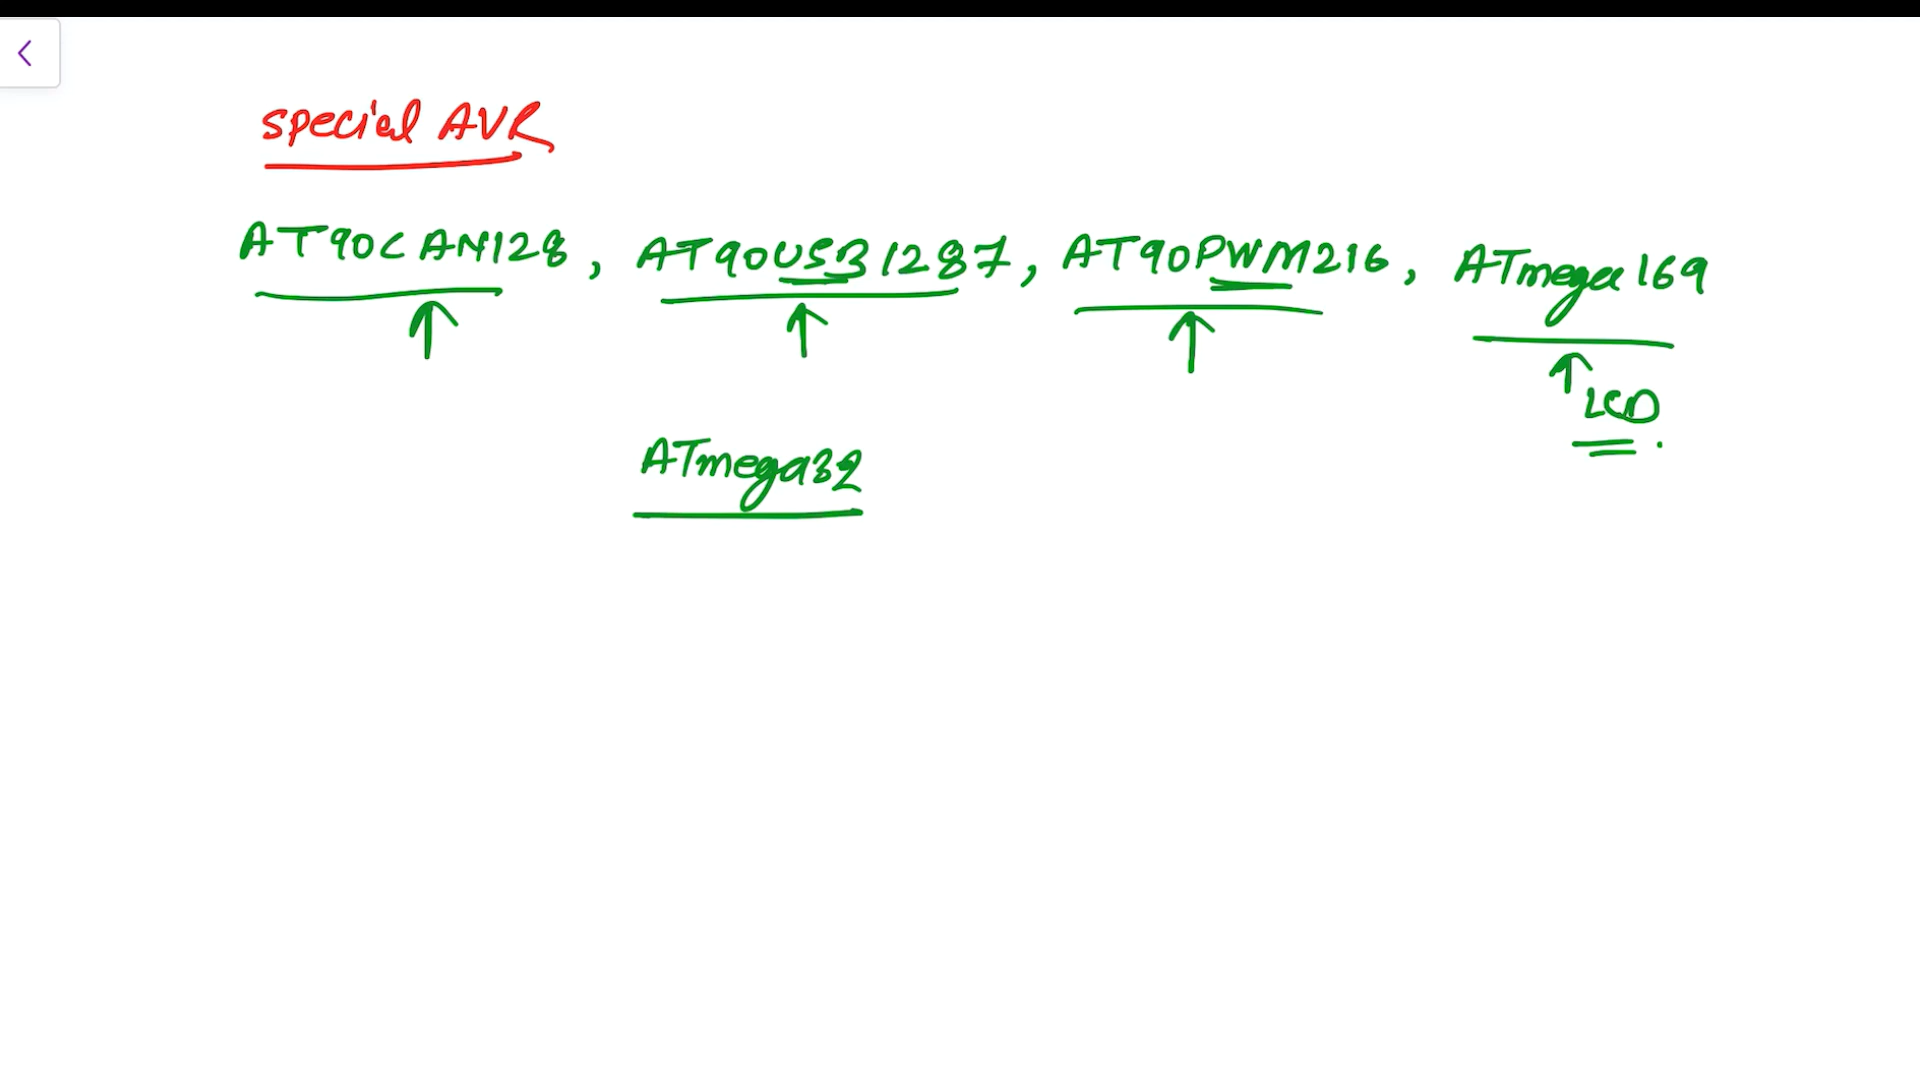 special AVR
AT90CAN128, AT90USB1287, AT90PWM216, ATmega169
LCD
ATmega32